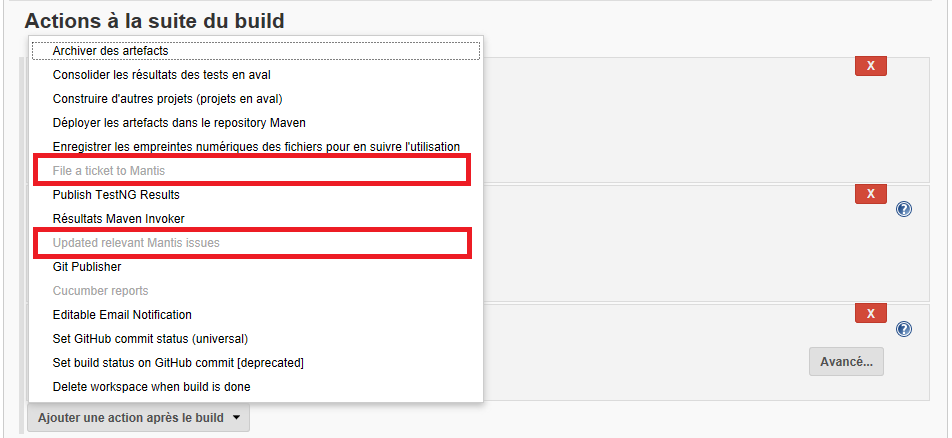 Actions à la suite du build
Archiver des artefacts
X
Consolider les résultats des tests en aval
Construire d'autres projets (projets en aval)
Déployer les artefacts dans le repository Maven
Enregistrer les empreintes numériques des fichiers pour en suivre l'utilisation
File a ticket to Mantis
Publish TestNG Results
X
?
Résultats Maven Invoker
Updated relevant Mantis issues
Git Publisher
Cucumber reports
Editable Email Notification
X
?
Set GitHub commit status (universal)
Set build status on GitHub commit [deprecated]
Avancé...
Delete workspace when build is done
Ajouter une action après le build